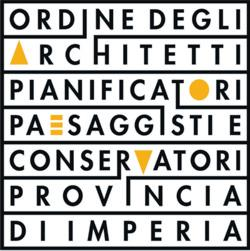 ORDINE DEGLI
ARCHITETTI
PIANIFICATORI
PAESAGGISTI E
CONSERVATORI
PROVINCIA
DI IMPERIA